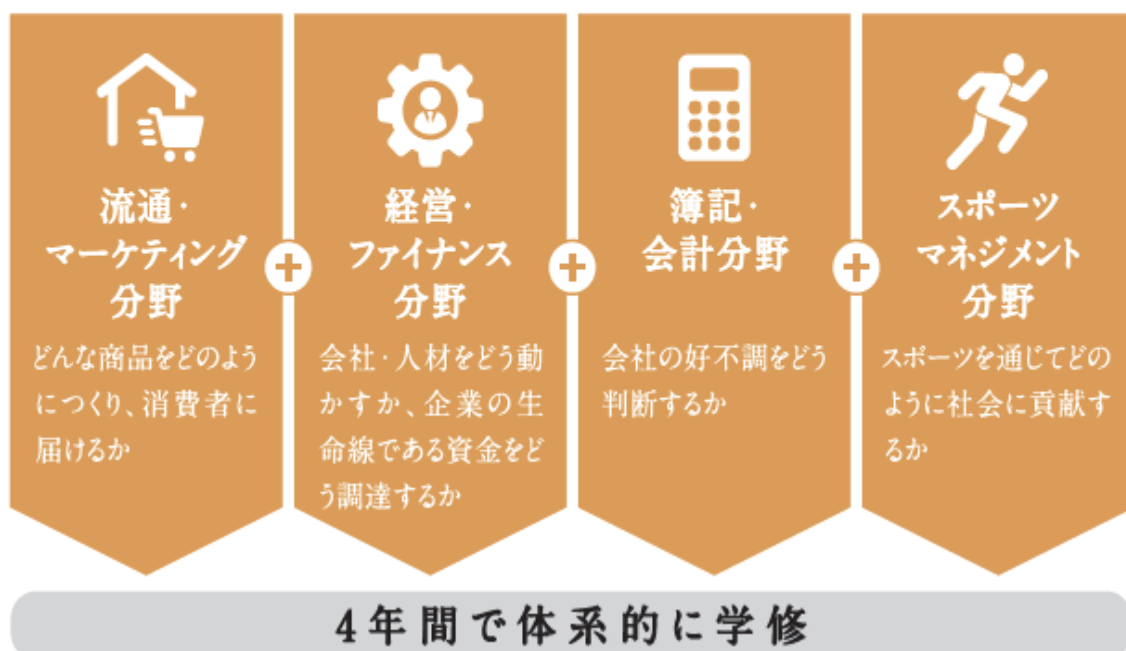 流通・
マーケティング
分野
どんな商品をどのよう
につくり、消費者に
届けるか
経営・
ファイナンス
分野
会社・人材をどう動
かすか、企業の生
命線である資金をど
う調達するか
簿記・
会計分野
会社の好不調をどう
判断するか
スポーツ
マネジメント
分野
スポーツを通じてどの
ように社会に貢献す
るか
4年間で体系的に学修